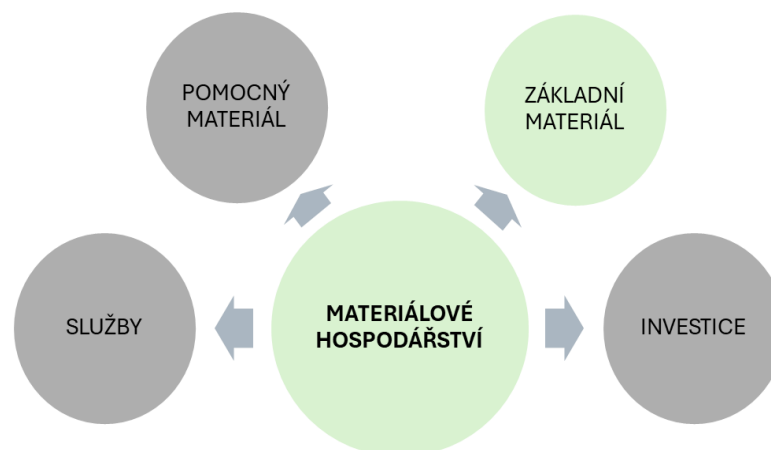 POMOCNÝ
MATERIÁL
ZÁKLADNÍ
MATERIÁL
SLUŽBY
MATERIÁLOVÉ
HOSPODÁŘSTVÍ
INVESTICE